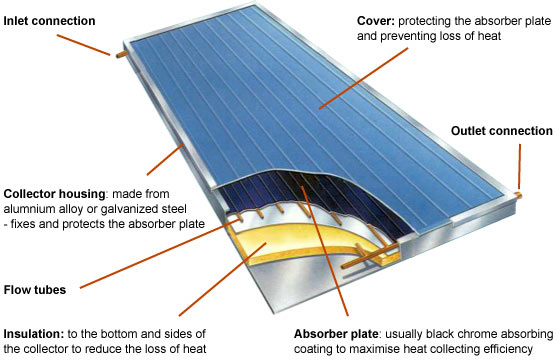 Inlet connection
Cover: protecting the absorber plate
and preventing loss of heat
Outlet connection
Collector housing: made from
alumnium alloy or galvanized steel
- fixes and protects the absorber plate
Flow tubes
Insulation: to the bottom and sides of
the collector to reduce the loss of heat
Absorber plate: usually black chrome absorbing
coating to maximise heat collecting efficiency